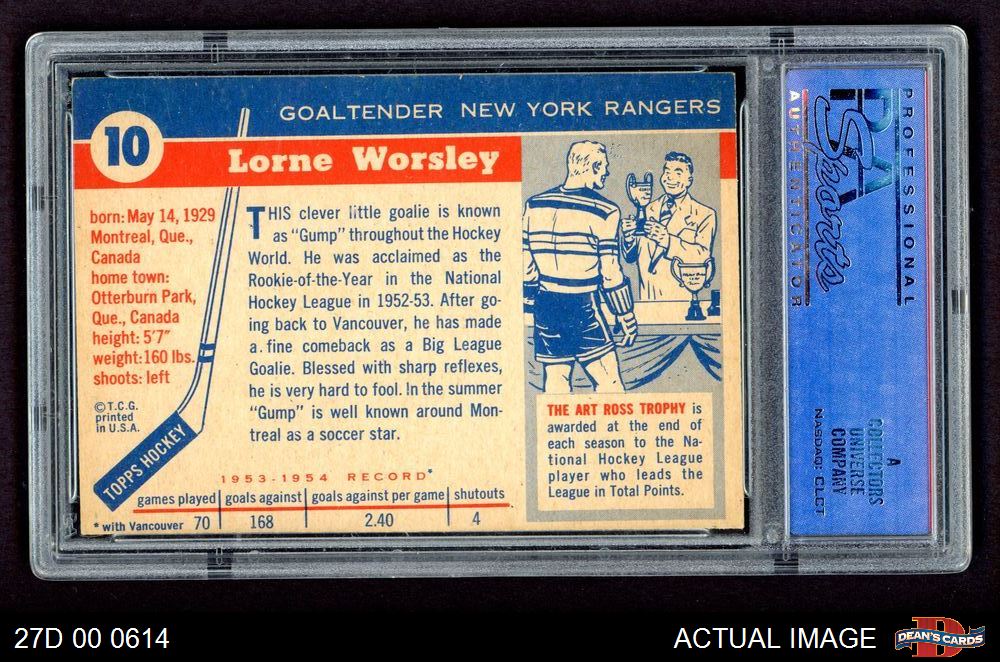 10
GOALTENDER NEW YORK RANGERS
Lorne Worsley
born: May 14, 1929
Montreal, Que.,
Canada
home town:
Otterburn Park,
Que., Canada
height: 5'7"
weight: 160 lbs.
shoots: left
© T.C.G.
printed
in U.S.A.
TOPPS HOCKEY
THIS clever little goalie is known
as "Gump" throughout the Hockey
World. He was acclaimed as the
Rookie-of-the-Year in the National
Hockey League in 1952-53. After go-
ing back to Vancouver, he has made
a fine comeback as a Big League
Goalie. Blessed with sharp reflexes,
he is very hard to fool. In the summer
"Gump" is well known around Mon-
treal as a soccer star.
THE ART ROSS TROPHY is
awarded at the end of
each season to the Na-
tional Hockey League
player who leads the
League in Total Points.
1953-1954 RECORD*
games played goals against goals against per game shutouts
* with Vancouver 70 168 2.40 4
PROFESSIONAL
PSA
Sports
AUTHENTICATOR
A
COLLECTORS
UNIVERSE
COMPANY
NASDAQ: CLCT
27D 00 0614
ACTUAL IMAGE
D
DEAN'S CARDS